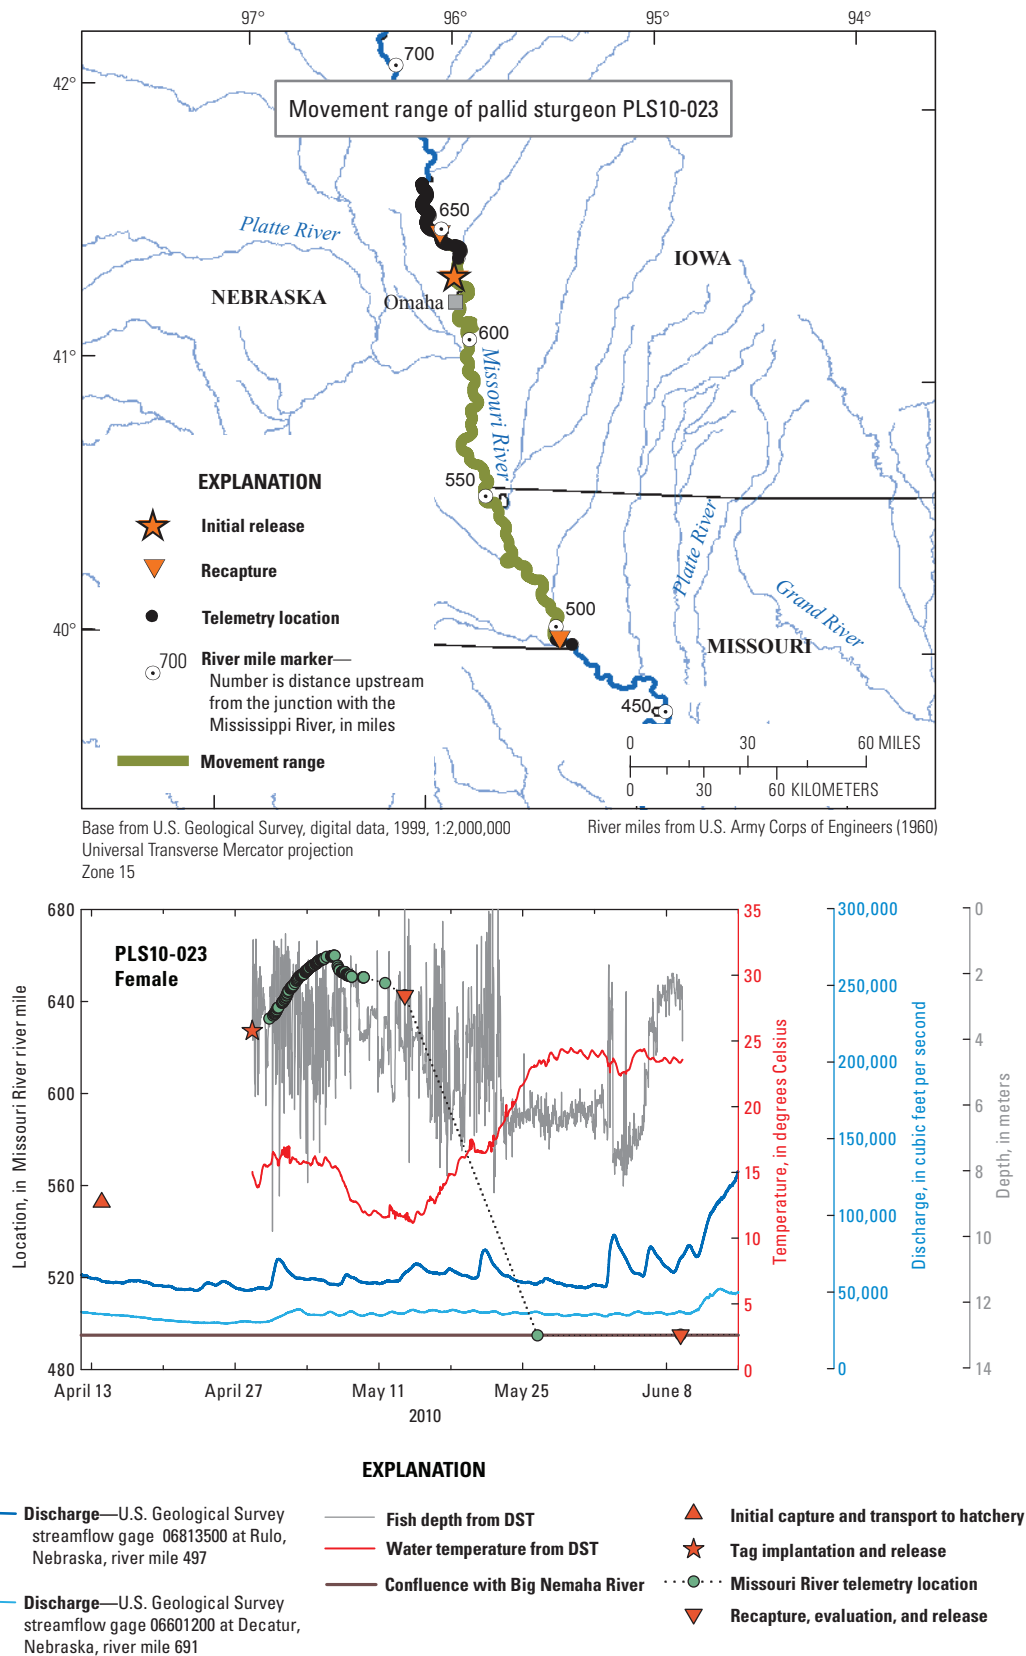 97°
96°
95°
94°
700
42°
Movement range of pallid sturgeon PLS10-023
650
Platte River
IOWA
NEBRASKA
Omaha
600
41°
Missouri River
550
EXPLANATION
Initial release
Platte River
Recapture
Grand River
500
Telemetry location
40°
MISSOURI
700
River mile marker—
Number is distance upstream
from the junction with the
Mississippi River, in miles
450
0 30 60 MILES
Movement range
0 30 60 KILOMETERS
Base from U.S. Geological Survey, digital data, 1999, 1:2,000,000
Universal Transverse Mercator projection
Zone 15
River miles from U.S. Army Corps of Engineers (1960)
PLS10-023
Female
Location, in Missouri River river mile
680
640
600
560
520
480
35
30
25
20
15
10
5
0
Temperature, in degrees Celsius
300,000
250,000
200,000
150,000
100,000
50,000
0
Discharge, in cubic feet per second
0
2
4
6
8
10
12
14
Depth, in meters
April 13
April 27
May 11
May 25
June 8
2010
EXPLANATION
Discharge—U.S. Geological Survey
streamflow gage 06813500 at Rulo,
Nebraska, river mile 497
Discharge—U.S. Geological Survey
streamflow gage 06601200 at Decatur,
Nebraska, river mile 691
Fish depth from DST
Water temperature from DST
Confluence with Big Nemaha River
Initial capture and transport to hatchery
Tag implantation and release
Missouri River telemetry location
Recapture, evaluation, and release